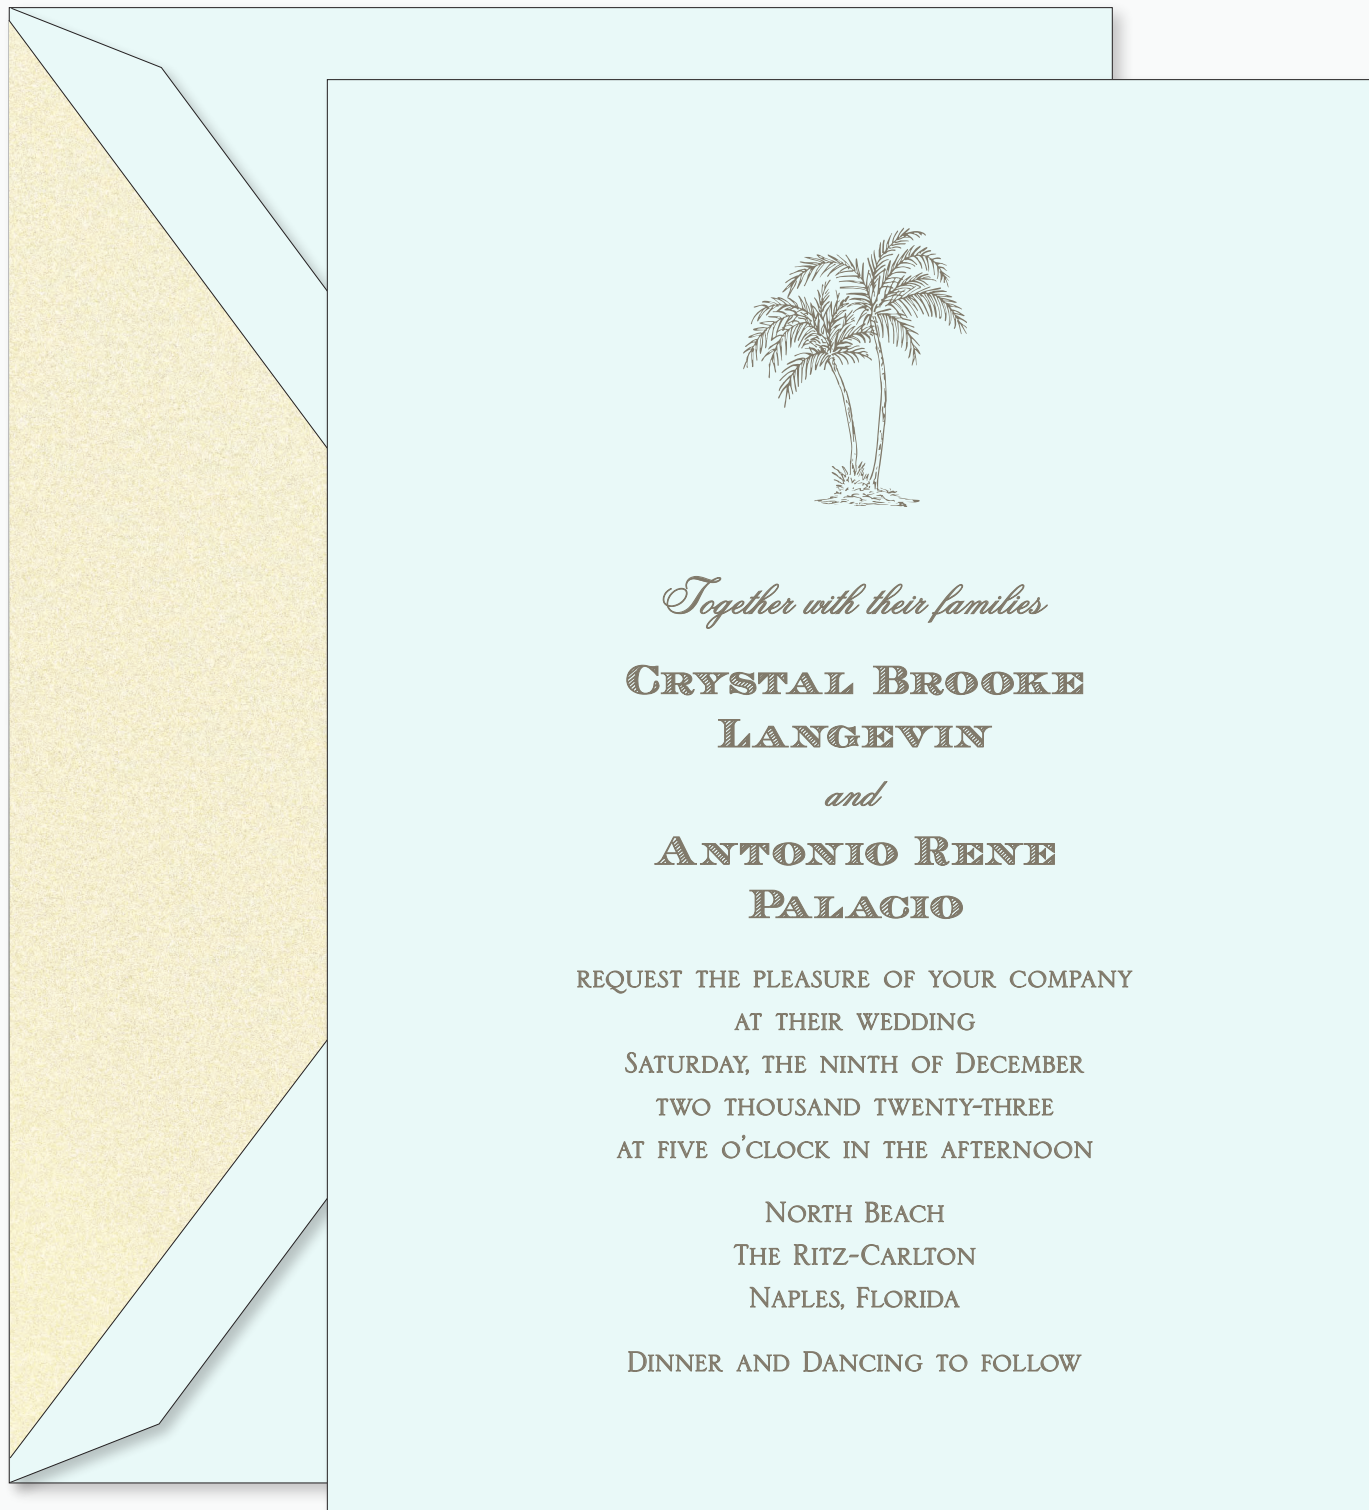 Together with their families
Crystal Brooke
Langevin
and
Antonio Rene
Palacio
request the pleasure of your company
at their wedding
Saturday, the ninth of December
two thousand twenty-three
at five o'clock in the afternoon
North Beach
The Ritz-Carlton
Naples, Florida
Dinner and Dancing to follow